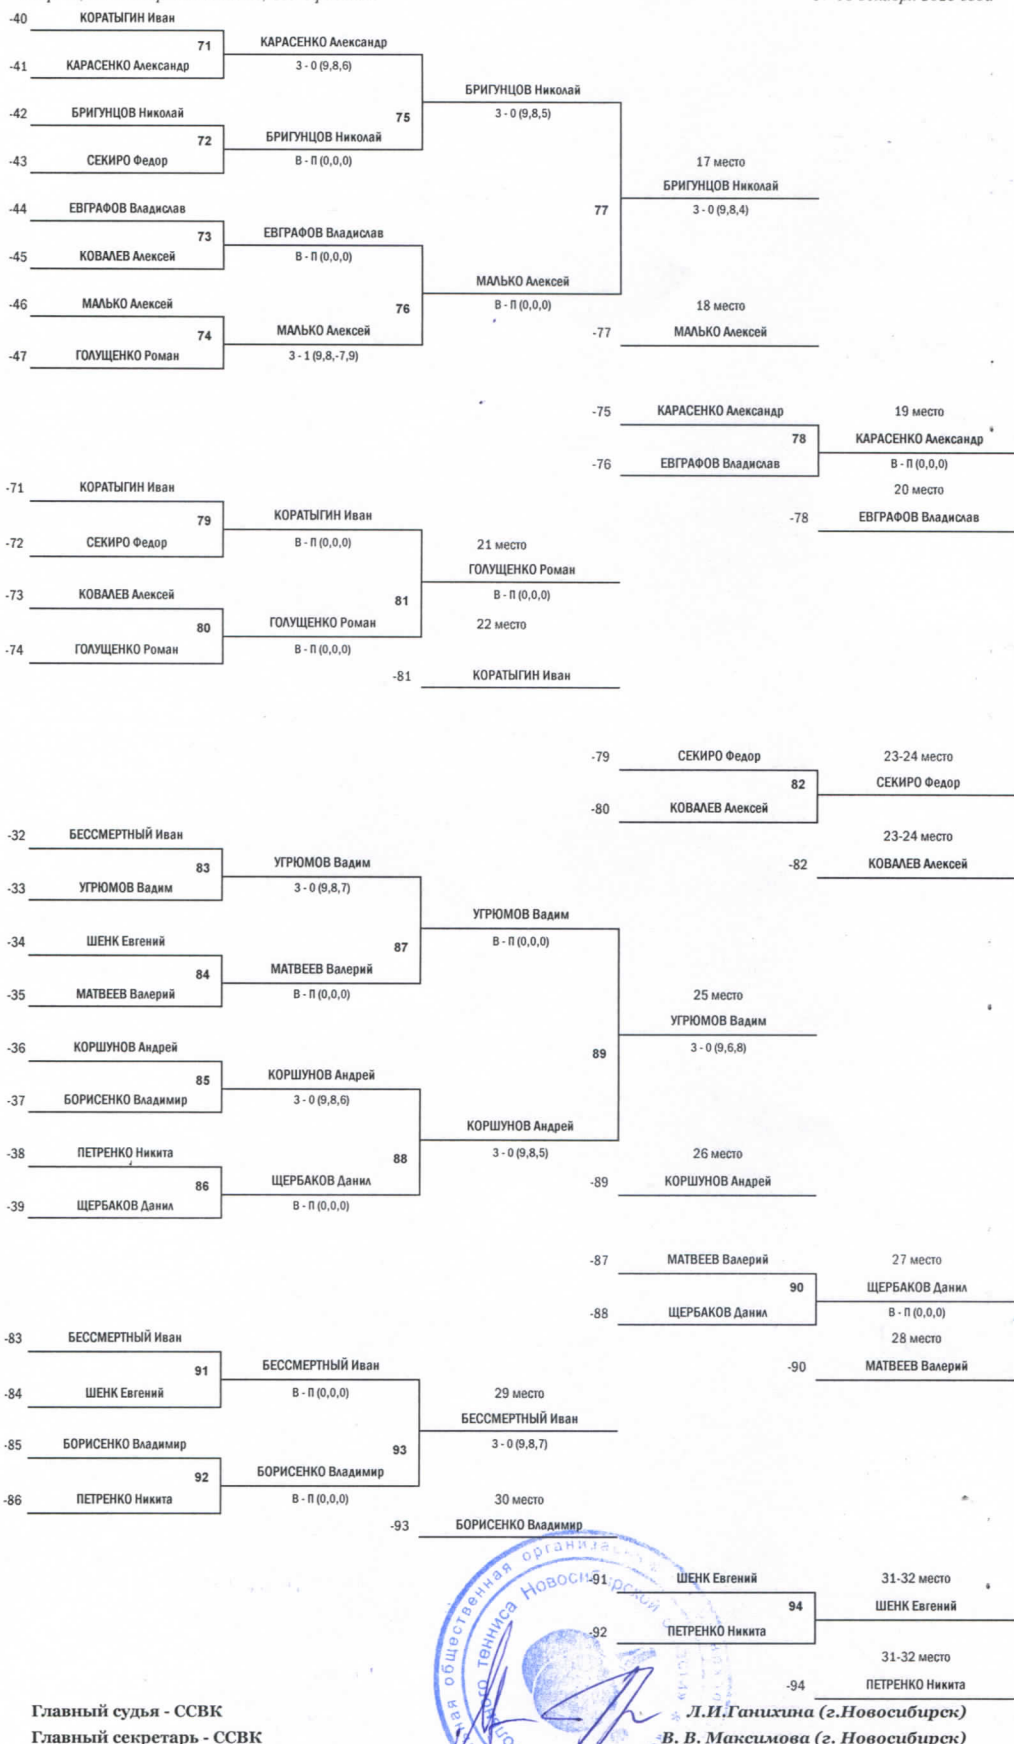 -40 КОРАТЫГИН Иван
71
КАРАСЕНКО Александр
-41 КАРАСЕНКО Александр
3 - 0 (9,8,6)
БРИГУНЦОВ Николай
-42 БРИГУНЦОВ Николай
75
3 - 0 (9,8,5)
72
БРИГУНЦОВ Николай
-43 СЕКИРО Федор
В - П (0,0,0)
17 место
БРИГУНЦОВ Николай
-44 ЕВГРАФОВ Владислав
77
3 - 0 (9,8,4)
73
ЕВГРАФОВ Владислав
-45 КОВАЛЕВ Алексей
В - П (0,0,0)
МАЛЬКО Алексей
-46 МАЛЬКО Алексей
76
В - П (0,0,0)
18 место
74
МАЛЬКО Алексей
-77 МАЛЬКО Алексей
-47 ГОЛУЩЕНКО Роман
3 - 1 (9,8,-7,9)
-75 КАРАСЕНКО Александр
19 место
78
КАРАСЕНКО Александр
-76 ЕВГРАФОВ Владислав
В - П (0,0,0)
20 место
-78 ЕВГРАФОВ Владислав
-71 КОРАТЫГИН Иван
79
КОРАТЫГИН Иван
-72 СЕКИРО Федор
В - П (0,0,0)
21 место
ГОЛУЩЕНКО Роман
-73 КОВАЛЕВ Алексей
81
В - П (0,0,0)
80
ГОЛУЩЕНКО Роман
22 место
-74 ГОЛУЩЕНКО Роман
В - П (0,0,0)
-81 КОРАТЫГИН Иван
-79 СЕКИРО Федор
23-24 место
82
СЕКИРО Федор
-80 КОВАЛЕВ Алексей
23-24 место
-82 КОВАЛЕВ Алексей
-32 БЕССМЕРТНЫЙ Иван
83
УГРЮМОВ Вадим
-33 УГРЮМОВ Вадим
3 - 0 (9,8,7)
УГРЮМОВ Вадим
-34 ШЕНК Евгений
87
В - П (0,0,0)
84
МАТВЕЕВ Валерий
-35 МАТВЕЕВ Валерий
В - П (0,0,0)
25 место
УГРЮМОВ Вадим
-36 КОРШУНОВ Андрей
89
3 - 0 (9,6,8)
85
КОРШУНОВ Андрей
-37 БОРИСЕНКО Владимир
3 - 0 (9,8,6)
КОРШУНОВ Андрей
-38 ПЕТРЕНКО Никита
88
3 - 0 (9,8,5)
26 место
86
ЩЕРБАКОВ Данил
-89 КОРШУНОВ Андрей
-39 ЩЕРБАКОВ Данил
В - П (0,0,0)
-87 МАТВЕЕВ Валерий
27 место
90
ЩЕРБАКОВ Данил
-88 ЩЕРБАКОВ Данил
В - П (0,0,0)
28 место
-90 МАТВЕЕВ Валерий
-83 БЕССМЕРТНЫЙ Иван
91
БЕССМЕРТНЫЙ Иван
-84 ШЕНК Евгений
В - П (0,0,0)
29 место
БЕССМЕРТНЫЙ Иван
-85 БОРИСЕНКО Владимир
93
3 - 0 (9,8,7)
92
БОРИСЕНКО Владимир
-86 ПЕТРЕНКО Никита
В - П (0,0,0)
30 место
-93 БОРИСЕНКО Владимир
-91 ШЕНК Евгений
31-32 место
94
ШЕНК Евгений
-92 ПЕТРЕНКО Никита
31-32 место
-94 ПЕТРЕНКО Никита
общественная
тенниса Новосибирской
Главный судья - ССВК
Л.И.Ганихина (г.Новосибирск)
Главный секретарь - ССВК
В. В. Максимова (г. Новосибирск)